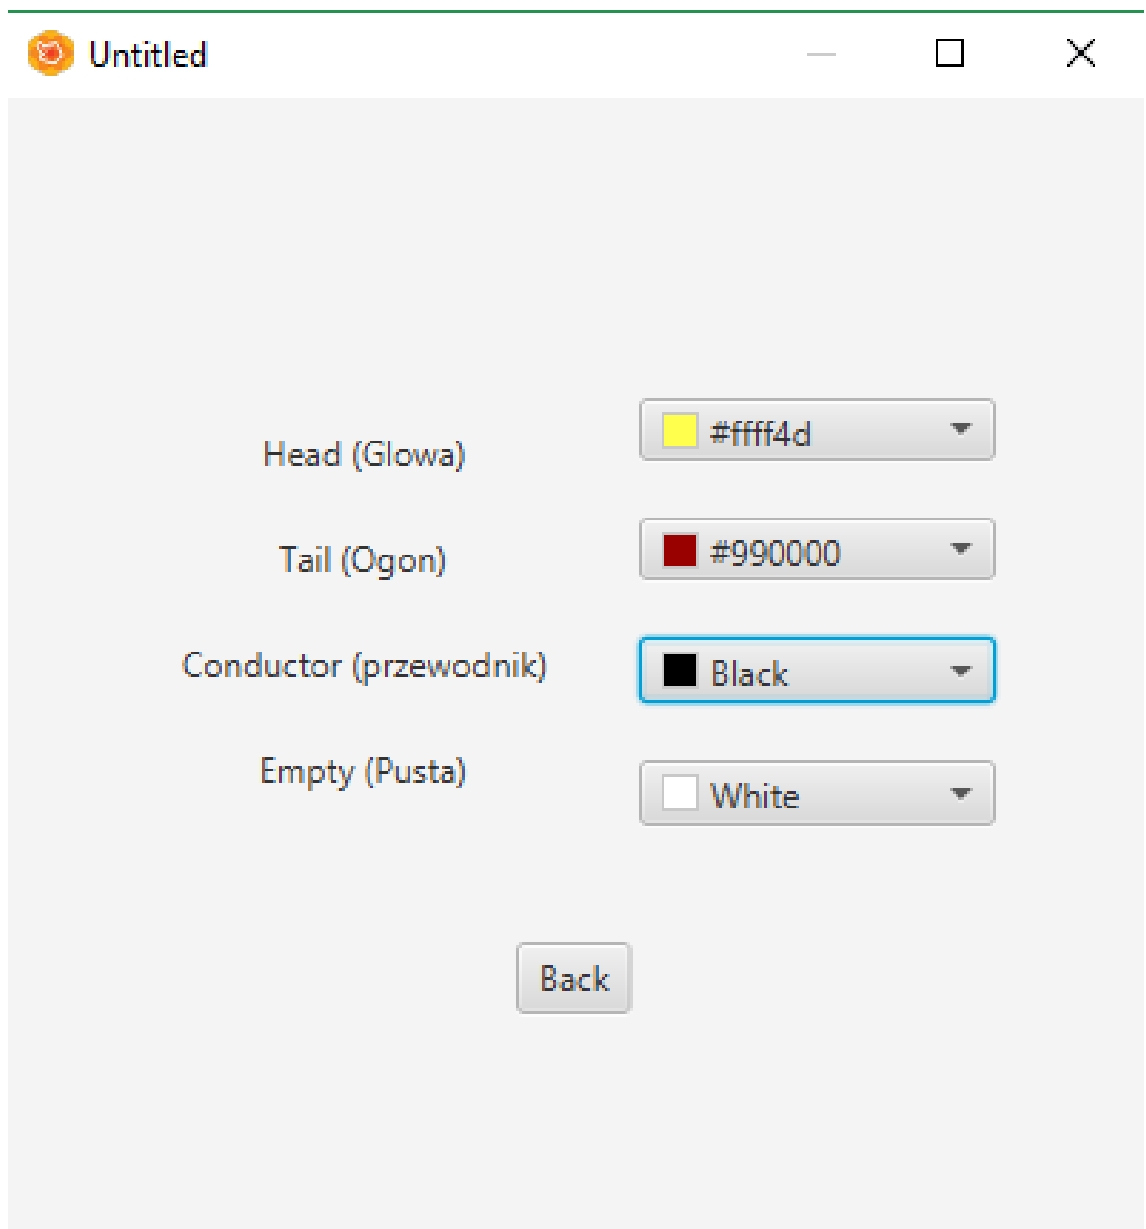 Untitled
Head (Glowa)
#ffff4d
Tail (Ogon)
#990000
Conductor (przewodnik)
Black
Empty (Pusta)
White
Back